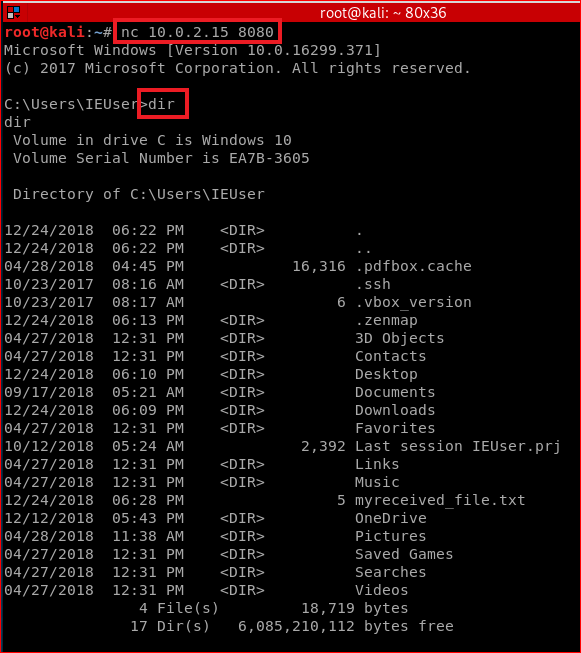 root@kali: ~ 80x36
root@kali:~# nc 10.0.2.15 8080
Microsoft Windows [Version 10.0.16299.371]
(c) 2017 Microsoft Corporation. All rights reserved.
C:\Users\IEUser>dir
dir
 Volume in drive C is Windows 10
 Volume Serial Number is EA7B-3605
 Directory of C:\Users\IEUser
12/24/2018  06:22 PM    <DIR>          .
12/24/2018  06:22 PM    <DIR>          ..
04/28/2018  04:45 PM            16,316 .pdfbox.cache
10/23/2017  08:16 AM    <DIR>          .ssh
10/23/2017  08:17 AM                 6 .vbox_version
12/24/2018  06:13 PM    <DIR>          .zenmap
04/27/2018  12:31 PM    <DIR>          3D Objects
04/27/2018  12:31 PM    <DIR>          Contacts
12/24/2018  06:10 PM    <DIR>          Desktop
09/17/2018  05:21 AM    <DIR>          Documents
12/24/2018  06:09 PM    <DIR>          Downloads
04/27/2018  12:31 PM    <DIR>          Favorites
10/12/2018  05:24 AM             2,392 Last session IEUser.prj
04/27/2018  12:31 PM    <DIR>          Links
04/27/2018  12:31 PM    <DIR>          Music
12/24/2018  06:28 PM                 5 myreceived_file.txt
12/12/2018  05:43 PM    <DIR>          OneDrive
04/28/2018  11:38 AM    <DIR>          Pictures
04/27/2018  12:31 PM    <DIR>          Saved Games
04/27/2018  12:31 PM    <DIR>          Searches
04/27/2018  12:31 PM    <DIR>          Videos
               4 File(s)         18,719 bytes
              17 Dir(s)   6,085,210,112 bytes free